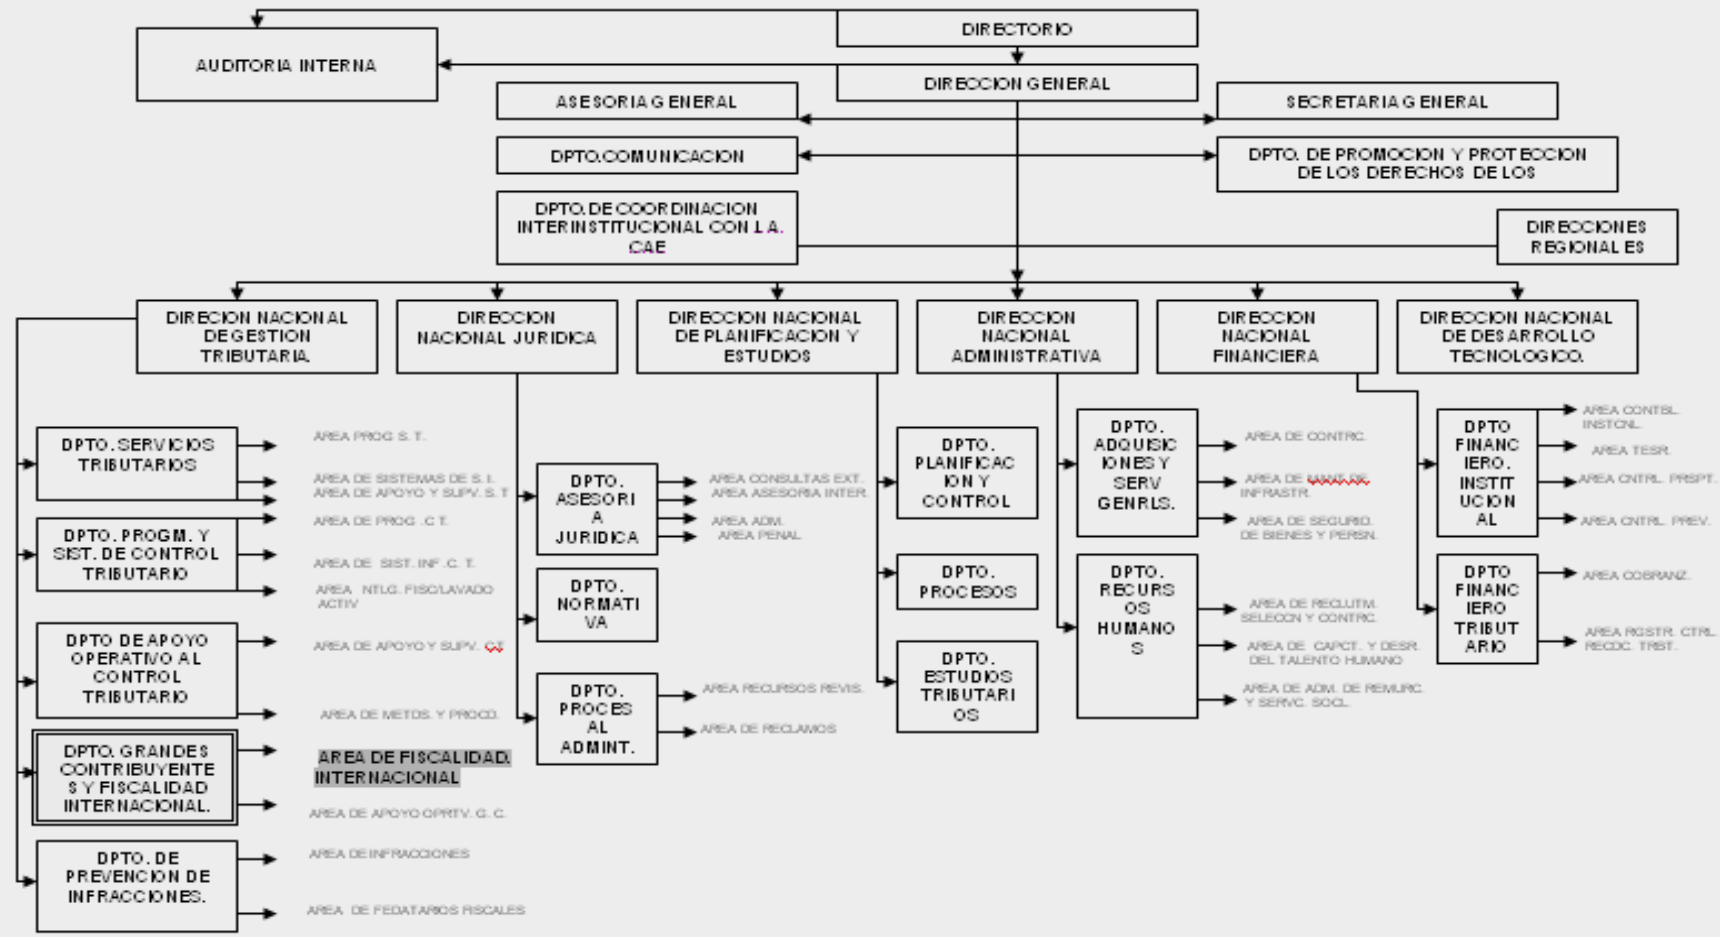 DIRECTORIO
AUDITORIA INTERNA
DIRECCION GENERAL
ASESORIA GENERAL
SECRETARIA GENERAL
DPTO.COMUNICACION
DPTO. DE PROMOCION Y PROTECCION
DE LOS DERECHOS DE LOS
DPTO. DE COORDINACION
INTERINSTITUCIONAL CON LA.
CAE
DIRECCIONES
REGIONALES
DIRECION NACIONAL
DE GESTION
TRIBUTARIA.
DIRECCION
NACIONAL JURIDICA
DIRECCION NACIONAL
DE PLANIFICACION Y
ESTUDIOS
DIRECCION
NACIONAL
ADMINISTRATIVA
DIRECCION
NACIONAL
FINANCIERA
DIRECCION NACIONAL
DE DESARROLLO
TECNOLOGICO.
DPTO. SERVICIOS
TRIBUTARIOS
AREA PROG S. T.
AREA DE SISTEMAS DE S. I.
AREA DE APOYO Y SUPV. S. T
DPTO. PROGM. Y
SIST. DE CONTROL
TRIBUTARIO
AREA DE PROG .C T.
AREA DE SIST. INF .C. T.
AREA NTLG. FISC/LAVADO
ACTIV
DPTO DE APOYO
OPERATIVO AL
CONTROL
TRIBUTARIO
AREA DE APOYO Y SUPV. C.T
AREA DE METDS. Y PROCD.
DPTO. GRANDES
CONTRIBUYENTE
S Y FISCALIDAD
INTERNACIONAL.
AREA DE FISCALIDAD.
INTERNACIONAL
AREA DE APOYO OPRTV. G. C.
DPTO. DE
PREVENCION DE
INFRACCIONES.
AREA DE INFRACCIONES
AREA DE FEDATARIOS FISCALES
DPTO.
ASESORI
A
JURIDICA
AREA CONSULTAS EXT.
AREA ASESORIA INTER.
AREA ADM.
AREA PENAL
DPTO.
NORMATI
VA
DPTO.
PROCES
AL
ADMINT.
AREA RECURSOS REVIS.
AREA DE RECLAMOS
DPTO.
PLANIFICAC
ION Y
CONTROL
DPTO.
PROCESOS
DPTO.
ESTUDIOS
TRIBUTARI
OS
DPTO.
ADQUISIC
IONES Y
SERV
GENRLS.
AREA DE CONTRC.
AREA DE MANT. DE
INFRASTR.
AREA DE SEGURID.
DE BIENES Y PERSN.
DPTO.
RECURS
OS
HUMANO
S
AREA DE RECLUTM.
SELECCN Y CONTRC.
AREA DE CAPCT. Y DESR.
DEL TALENTO HUMANO
AREA DE ADM. DE REMURC.
Y SERVC. SOCL.
DPTO
FINANC
IERO.
INSTIT
UCION
AL
AREA CONTBL.
INSTCNL.
AREA TESR.
AREA CNTRL. PRSPT.
AREA CNTRL. PREV.
DPTO
FINANC
IERO
TRIBUT
ARIO
AREA COBRANZ.
AREA RGSTR. CTRL.
RECDC. TRBT.